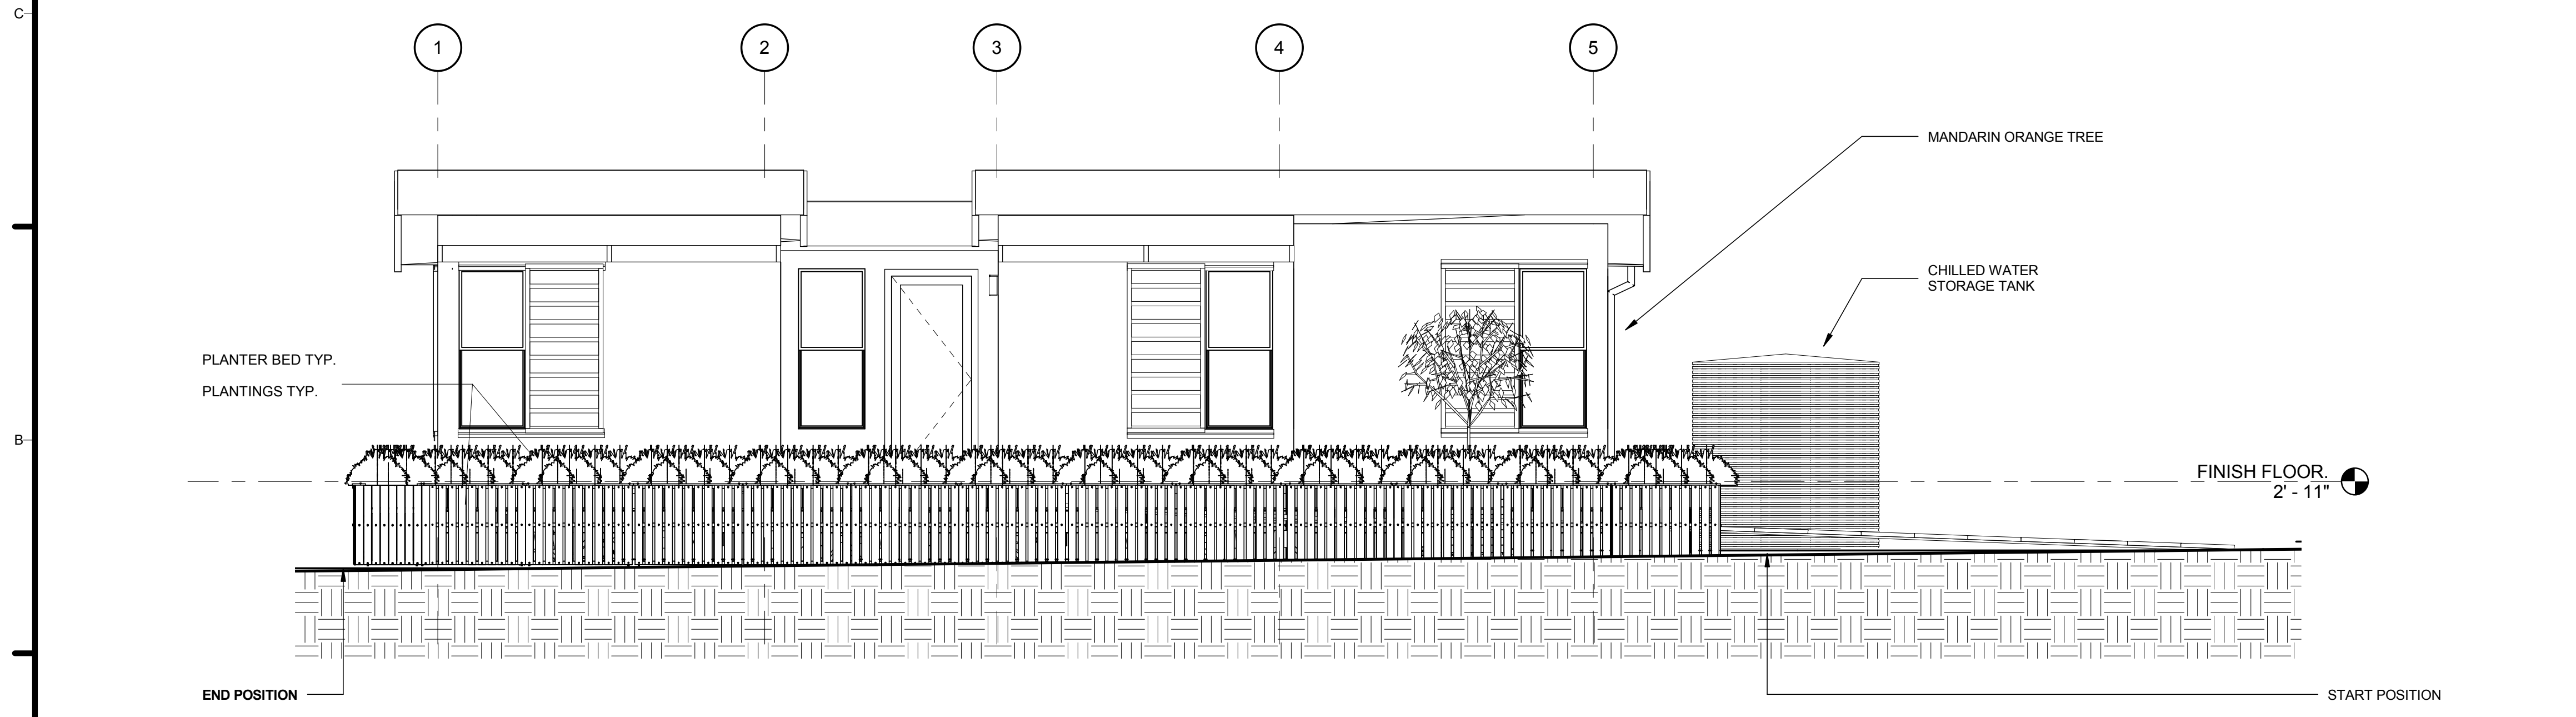 C
1
2
3
4
5
MANDARIN ORANGE TREE
CHILLED WATER
STORAGE TANK
PLANTER BED TYP.
PLANTINGS TYP.
B
FINISH FLOOR.
2' - 11"
END POSITION
START POSITION